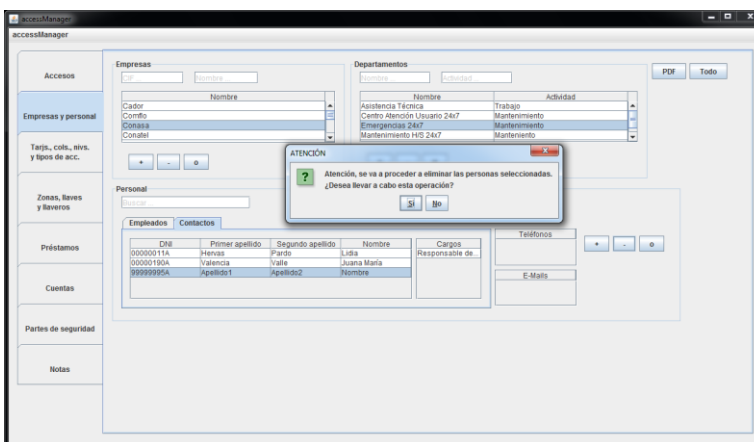 accessManager
accessManager
Accesos
Empresas y personal
Tarjs., cols., nivs.
y tipos de acc.
Zonas, llaves
y llaveros
Préstamos
Cuentas
Partes de seguridad
Notas
Empresas
CIF ...
Nombre ...
Nombre
Cador
Comflo
Conasa
Conatel
+ - o
Departamentos
Nombre ...
Actividad ...
Nombre Actividad
Asistencia Técnica Trabajo
Centro Atención Usuario 24x7 Mantenimiento
Emergencias 24x7 Mantenimiento
Mantenimiento H/S 24x7 Manteniento
PDF Todo
ATENCIÓN
Atención, se va a proceder a eliminar las personas seleccionadas.
¿Desea llevar a cabo esta operación?
Sí No
Personal
Buscar ...
Empleados Contactos
DNI Primer apellido Segundo apellido Nombre
00000011A Hervas Pardo Lidia
00000190A Valencia Valle Juana María
99999995A Apellido1 Apellido2 Nombre
Cargos
Responsable de...
Teléfonos
E-Mails
+ - o